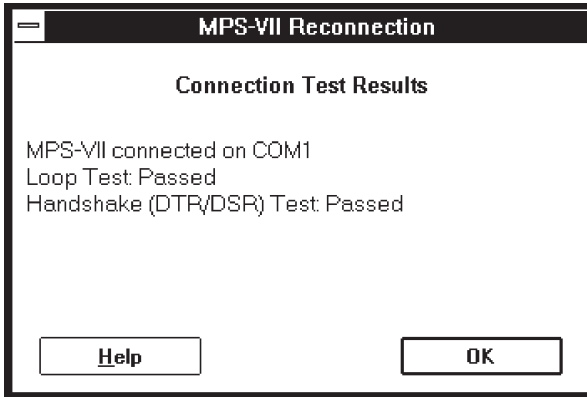 MPS-VII Reconnection
Connection Test Results
MPS-VII connected on COM1
Loop Test: Passed
Handshake (DTR/DSR) Test: Passed
Help OK